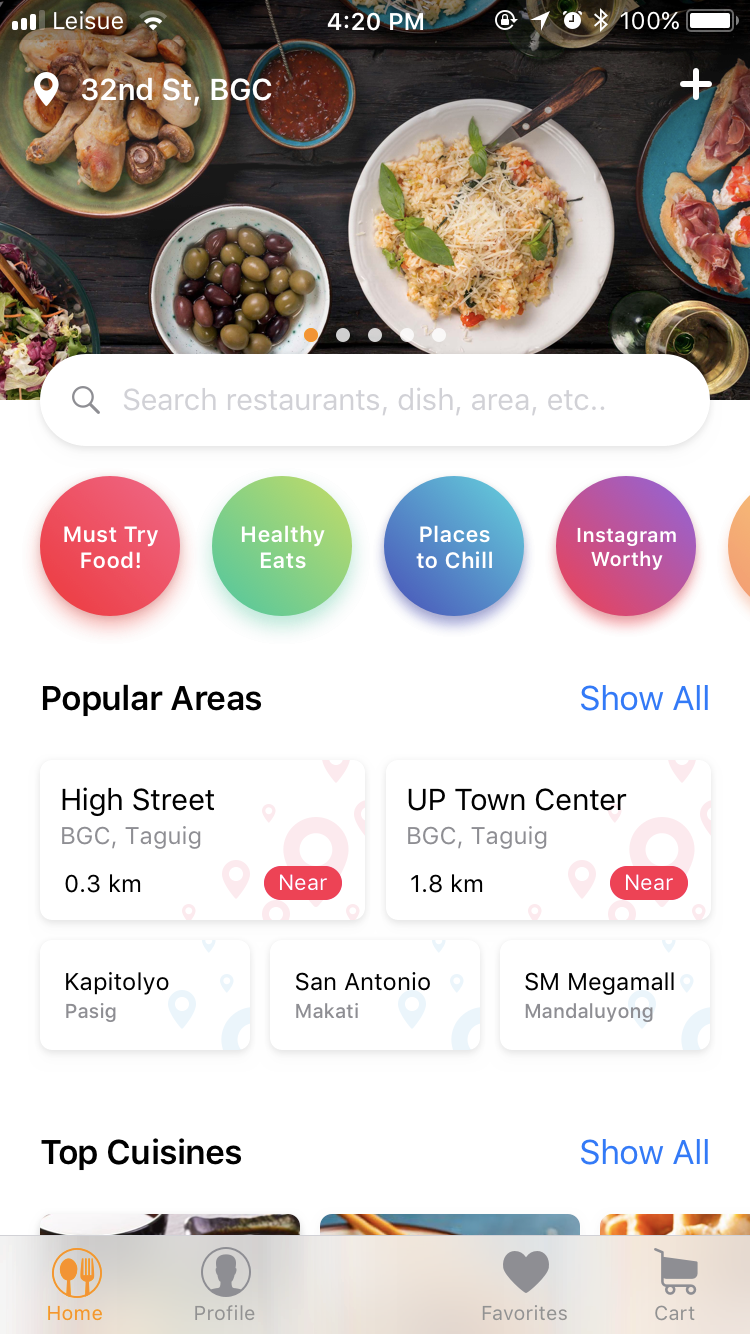 Leisue 4:20 PM 100%
32nd St, BGC
Search restaurants, dish, area, etc..
Must Try
Food!
Healthy
Eats
Places
to Chill
Instagram
Worthy
Popular Areas Show All
High Street
BGC, Taguig
0.3 km Near
UP Town Center
BGC, Taguig
1.8 km Near
Kapitolyo
Pasig
San Antonio
Makati
SM Megamall
Mandaluyong
Top Cuisines Show All
Home Profile Favorites Cart